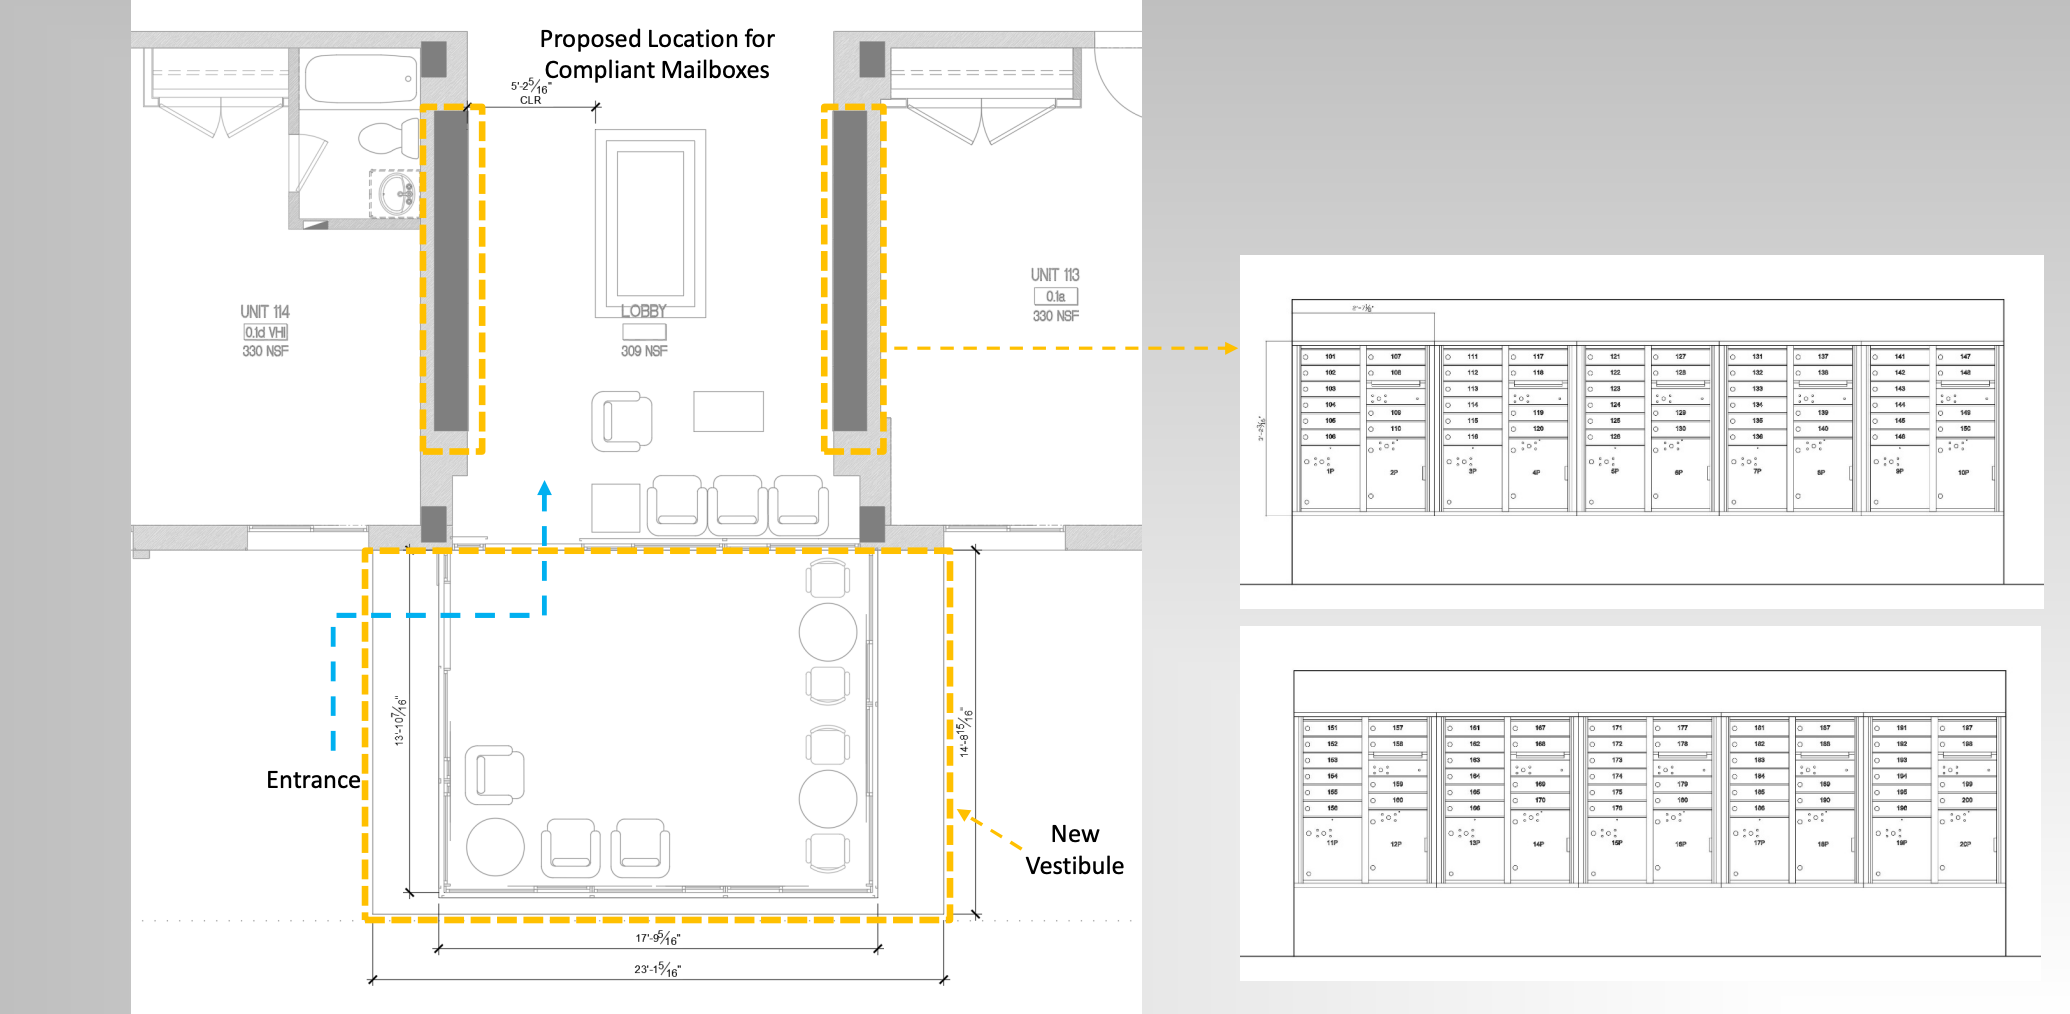 Proposed Location for
Compliant Mailboxes
5'-2 5/16"
CLR
UNIT 114
0.1d VHI
330 NSF
LOBBY
309 NSF
UNIT 113
0.1a
330 NSF
13'-10 7/16"
14'-8 15/16"
Entrance
New
Vestibule
17'-9 5/16"
23'-1 5/16"
101 107 111 117 121 127 131 137 141 147
102 108 112 118 122 128 132 138 142 148
103 113 123 133 143
104 109 114 119 124 129 134 139 144 149
105 110 115 120 125 130 135 140 145 150
106 116 126 136 146
1P 2P 3P 4P 5P 6P 7P 8P 9P 10P
151 157 161 167 171 177 181 187 191 197
152 158 162 168 172 178 182 188 192 198
153 163 173 183 193
154 159 164 169 174 179 184 189 194 199
155 160 165 170 175 180 185 190 195 200
156 166 176 186 196
11P 12P 13P 14P 15P 16P 17P 18P 19P 20P